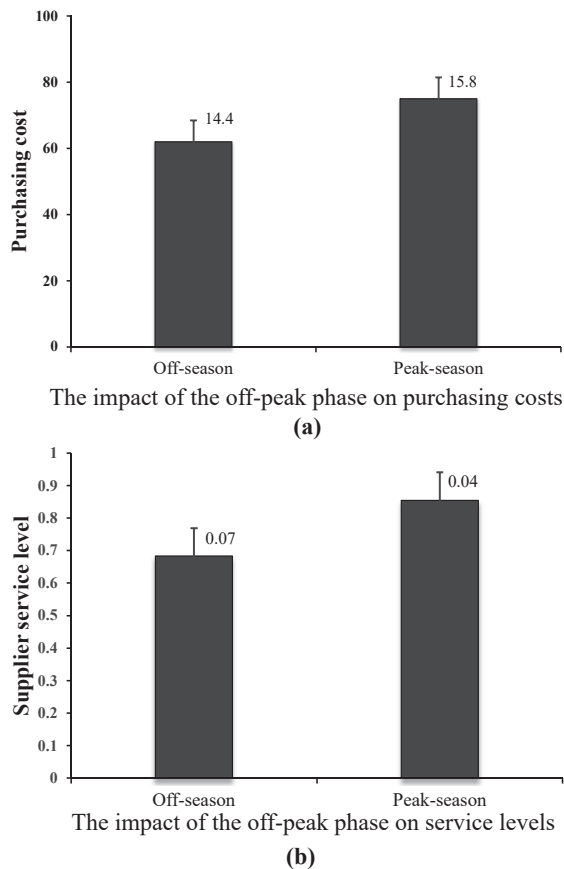 100
80
60
40
20
0
Purchasing cost
14.4
15.8
Off-season
Peak-season
The impact of the off-peak phase on purchasing costs
(a)
1
0.9
0.8
0.7
0.6
0.5
0.4
0.3
0.2
0.1
0
Supplier service level
0.07
0.04
Off-season
Peak-season
The impact of the off-peak phase on service levels
(b)